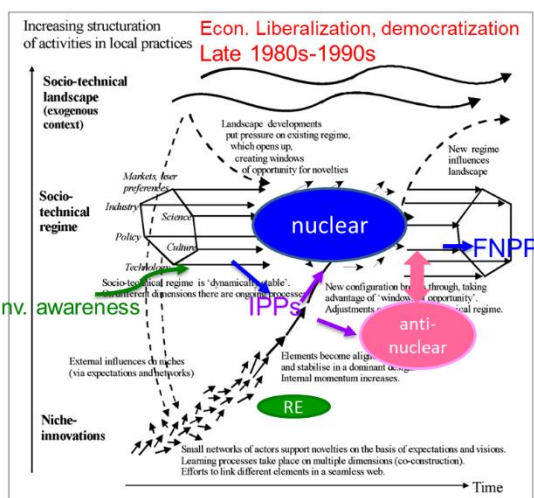 Increasing structuration
of activities in local practices
Econ. Liberalization, democratization
Late 1980s-1990s
Socio-technical
landscape
(exogenous
context)
Landscape developments
put pressure on existing regime,
which opens up,
creating windows
of opportunity for novelties
New regime
influences
landscape
Markets, user
preferences
Socio-
technical
regime
Industry
Science
Policy
Culture
Technology
nuclear
FNPP
nv. awareness
Socio-technical regime is 'dynamically stable'.
On different dimensions there are ongoing processes
IPPs
New configuration breaks through, taking
advantage of 'windows of opportunity'.
Adjustments regime.
anti-
nuclear
External influences on niches
(via expectations and networks)
Elements become aligned
and stabilise in a dominant design
Internal momentum increases.
RE
Niche-
innovations
Small networks of actors support novelties on the basis of expectations and visions.
Learning processes take place on multiple dimensions (co-construction).
Efforts to link different elements in a seamless web.
Time